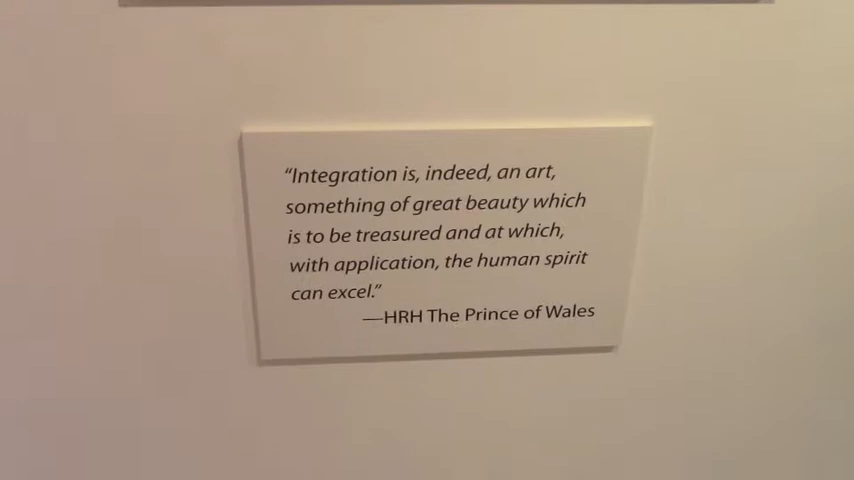 “Integration is, indeed, an art,
something of great beauty which
is to be treasured and at which,
with application, the human spirit
can excel.”
—HRH The Prince of Wales